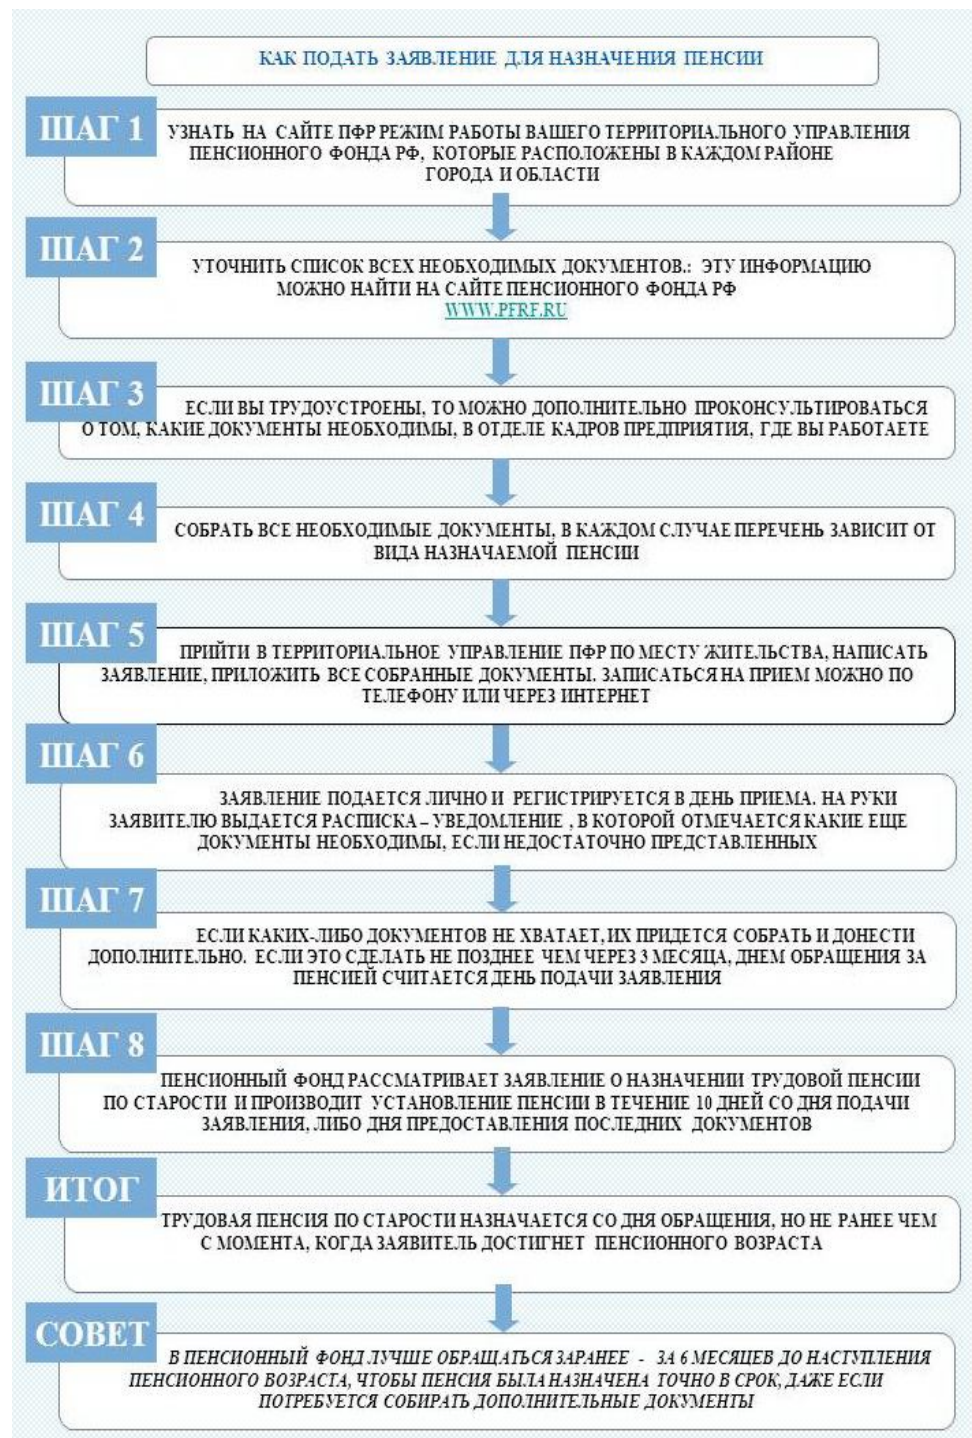 КАК ПОДАТЬ ЗАЯВЛЕНИЕ ДЛЯ НАЗНАЧЕНИЯ ПЕНСИИ
ШАГ 1
УЗНАТЬ НА САЙТЕ ПФР РЕЖИМ РАБОТЫ ВАШЕГО ТЕРРИТОРИАЛЬНОГО УПРАВЛЕНИЯ
ПЕНСИОННОГО ФОНДА РФ, КОТОРЫЕ РАСПОЛОЖЕНЫ В КАЖДОМ РАЙОНЕ
ГОРОДА И ОБЛАСТИ
ШАГ 2
УТОЧНИТЬ СПИСОК ВСЕХ НЕОБХОДИМЫХ ДОКУМЕНТОВ.: ЭТУ ИНФОРМАЦИЮ
МОЖНО НАЙТИ НА САЙТЕ ПЕНСИОННОГО ФОНДА РФ
WWW.PFRF.RU
ШАГ 3
ЕСЛИ ВЫ ТРУДОУСТРОЕНЫ, ТО МОЖНО ДОПОЛНИТЕЛЬНО ПРОКОНСУЛЬТИРОВАТЬСЯ
О ТОМ, КАКИЕ ДОКУМЕНТЫ НЕОБХОДИМЫ, В ОТДЕЛЕ КАДРОВ ПРЕДПРИЯТИЯ, ГДЕ ВЫ РАБОТАЕТЕ
ШАГ 4
СОБРАТЬ ВСЕ НЕОБХОДИМЫЕ ДОКУМЕНТЫ, В КАЖДОМ СЛУЧАЕ ПЕРЕЧЕНЬ ЗАВИСИТ ОТ
ВИДА НАЗНАЧАЕМОЙ ПЕНСИИ
ШАГ 5
ПРИЙТИ В ТЕРРИТОРИАЛЬНОЕ УПРАВЛЕНИЕ ПФР ПО МЕСТУ ЖИТЕЛЬСТВА, НАПИСАТЬ
ЗАЯВЛЕНИЕ, ПРИЛОЖИТЬ ВСЕ СОБРАННЫЕ ДОКУМЕНТЫ. ЗАПИСАТЬСЯ НА ПРИЕМ МОЖНО ПО
ТЕЛЕФОНУ ИЛИ ЧЕРЕЗ ИНТЕРНЕТ
ШАГ 6
ЗАЯВЛЕНИЕ ПОДАЕТСЯ ЛИЧНО И РЕГИСТРИРУЕТСЯ В ДЕНЬ ПРИЕМА. НА РУКИ
ЗАЯВИТЕЛЮ ВЫДАЕТСЯ РАСПИСКА – УВЕДОМЛЕНИЕ , В КОТОРОЙ ОТМЕЧАЕТСЯ КАКИЕ ЕЩЕ
ДОКУМЕНТЫ НЕОБХОДИМЫ, ЕСЛИ НЕДОСТАТОЧНО ПРЕДСТАВЛЕННЫХ
ШАГ 7
ЕСЛИ КАКИХ-ЛИБО ДОКУМЕНТОВ НЕ ХВАТАЕТ, ИХ ПРИДЕТСЯ СОБРАТЬ И ДОНЕСТИ
ДОПОЛНИТЕЛЬНО. ЕСЛИ ЭТО СДЕЛАТЬ НЕ ПОЗДНЕЕ ЧЕМ ЧЕРЕЗ 3 МЕСЯЦА, ДНЕМ ОБРАЩЕНИЯ ЗА
ПЕНСИЕЙ СЧИТАЕТСЯ ДЕНЬ ПОДАЧИ ЗАЯВЛЕНИЯ
ШАГ 8
ПЕНСИОННЫЙ ФОНД РАССМАТРИВАЕТ ЗАЯВЛЕНИЕ О НАЗНАЧЕНИИ ТРУДОВОЙ ПЕНСИИ
ПО СТАРОСТИ И ПРОИЗВОДИТ УСТАНОВЛЕНИЕ ПЕНСИИ В ТЕЧЕНИЕ 10 ДНЕЙ СО ДНЯ ПОДАЧИ
ЗАЯВЛЕНИЯ, ЛИБО ДНЯ ПРЕДОСТАВЛЕНИЯ ПОСЛЕДНИХ ДОКУМЕНТОВ
ИТОГ
ТРУДОВАЯ ПЕНСИЯ ПО СТАРОСТИ НАЗНАЧАЕТСЯ СО ДНЯ ОБРАЩЕНИЯ, НО НЕ РАНЕЕ ЧЕМ
С МОМЕНТА, КОГДА ЗАЯВИТЕЛЬ ДОСТИГНЕТ ПЕНСИОННОГО ВОЗРАСТА
СОВЕТ
В ПЕНСИОННЫЙ ФОНД ЛУЧШЕ ОБРАЩАТЬСЯ ЗАРАНЕЕ - ЗА 6 МЕСЯЦЕВ ДО НАСТУПЛЕНИЯ
ПЕНСИОННОГО ВОЗРАСТА, ЧТОБЫ ПЕНСИЯ БЫЛА НАЗНАЧЕНА ТОЧНО В СРОК, ДАЖЕ ЕСЛИ
ПОТРЕБУЕТСЯ СОБИРАТЬ ДОПОЛНИТЕЛЬНЫЕ ДОКУМЕНТЫ